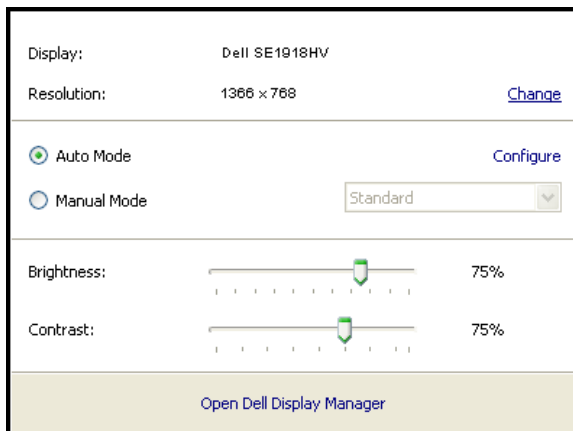 Display: Dell SE1918HV
Resolution: 1366 x 768 Change
Auto Mode Configure
Manual Mode Standard
Brightness: 75%
Contrast: 75%
Open Dell Display Manager